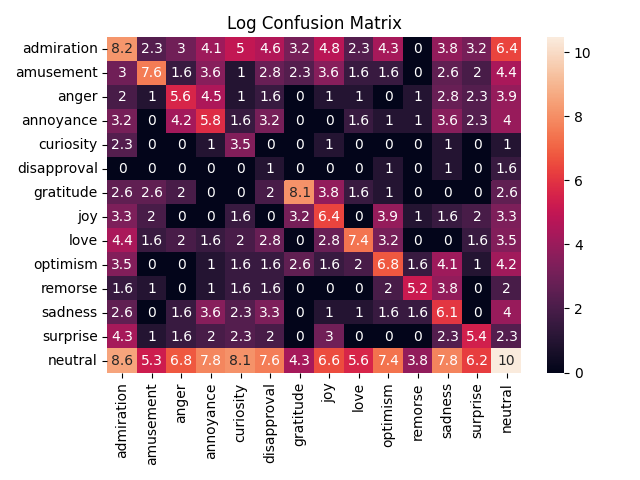 Log Confusion Matrix
admiration 8.2 2.3 3 4.1 5 4.6 3.2 4.8 2.3 4.3 0 3.8 3.2 6.4
amusement 3 7.6 1.6 3.6 1 2.8 2.3 3.6 1.6 1.6 0 2.6 2 4.4
anger 2 1 5.6 4.5 1 1.6 0 1 1 0 1 2.8 2.3 3.9
annoyance 3.2 0 4.2 5.8 1.6 3.2 0 0 1.6 1 1 3.6 2.3 4
curiosity 2.3 0 0 1 3.5 0 0 1 0 0 0 1 0 1
disapproval 0 0 0 0 0 1 0 0 0 1 0 1 0 1.6
gratitude 2.6 2.6 2 0 0 2 8.1 3.8 1.6 1 0 0 0 2.6
joy 3.3 2 0 0 1.6 0 3.2 6.4 0 3.9 1 1.6 2 3.3
love 4.4 1.6 2 1.6 2 2.8 0 2.8 7.4 3.2 0 0 1.6 3.5
optimism 3.5 0 0 1 1.6 1.6 2.6 1.6 2 6.8 1.6 4.1 1 4.2
remorse 1.6 1 0 1 1.6 1.6 0 0 0 2 5.2 3.8 0 2
sadness 2.6 0 1.6 3.6 2.3 3.3 0 1 1 1.6 1.6 6.1 0 4
surprise 4.3 1 1.6 2 2.3 2 0 3 0 0 0 2.3 5.4 2.3
neutral 8.6 5.3 6.8 7.8 8.1 7.6 4.3 6.6 5.6 7.4 3.8 7.8 6.2 10
admiration
amusement
anger
annoyance
curiosity
disapproval
gratitude
joy
love
optimism
remorse
sadness
surprise
neutral
10
8
6
4
2
0